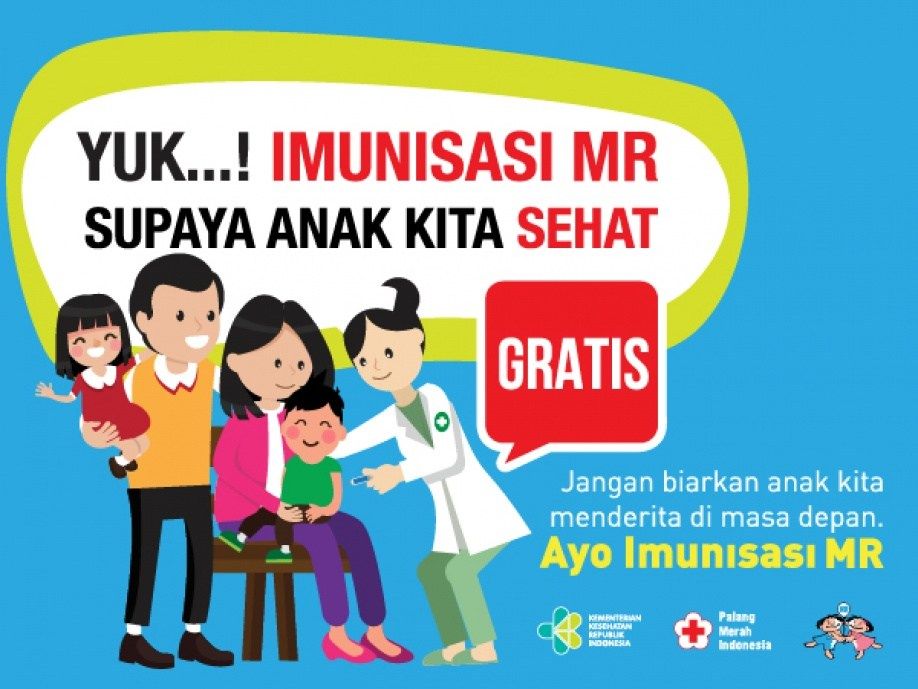 YUK...! IMUNISASI MR
SUPAYA ANAK KITA SEHAT
GRATIS
Jangan biarkan anak kita
menderita di masa depan.
Ayo Imunisasi MR
KEMENTERIAN
KESEHATAN
REPUBLIK
INDONESIA
Palang
Merah
Indonesia